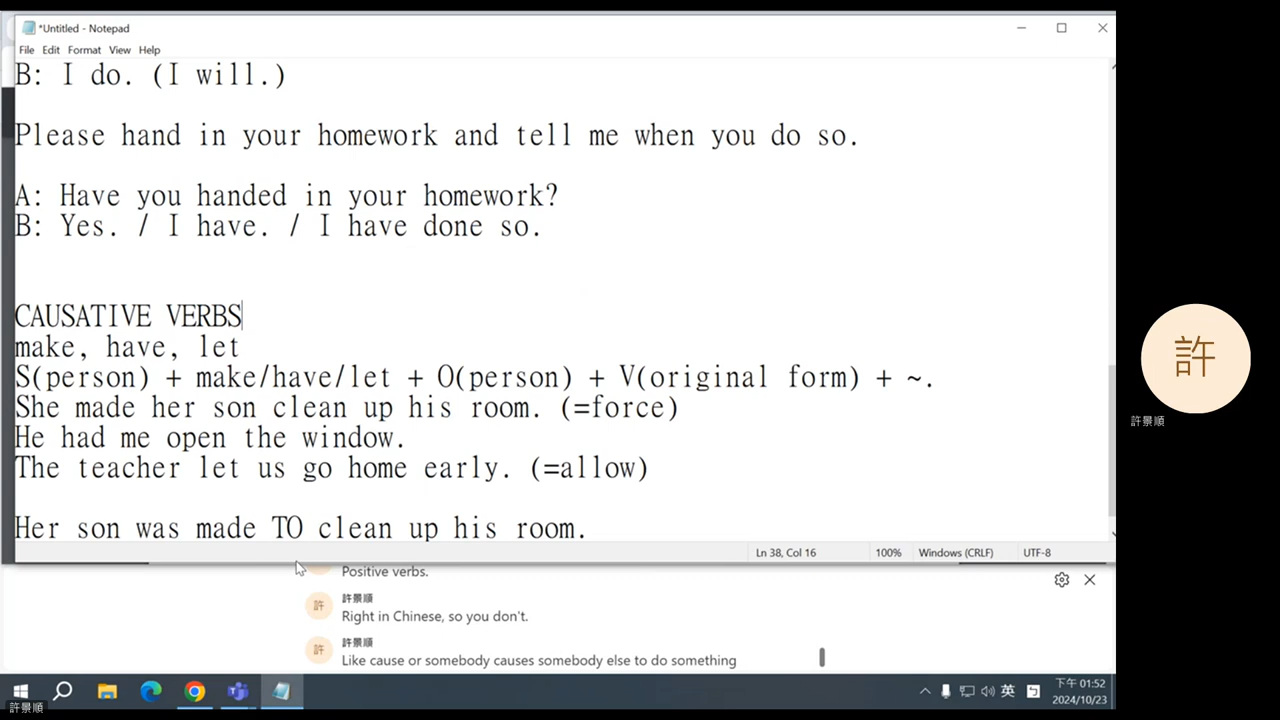 *Untitled - Notepad
File Edit Format View Help
B: I do. (I will.)
Please hand in your homework and tell me when you do so.
A: Have you handed in your homework?
B: Yes. / I have. / I have done so.
CAUSATIVE VERBS
make, have, let
S(person) + make/have/let + O(person) + V(original form) + ~.
She made her son clean up his room. (=force)
He had me open the window.
The teacher let us go home early. (=allow)
Her son was made TO clean up his room.
Ln 38, Col 16 100% Windows (CRLF) UTF-8
Positive verbs.
許 許景順
Right in Chinese, so you don't.
許 許景順
Like cause or somebody causes somebody else to do something
許
許景順
英 下午 01:52
2024/10/23
許景順